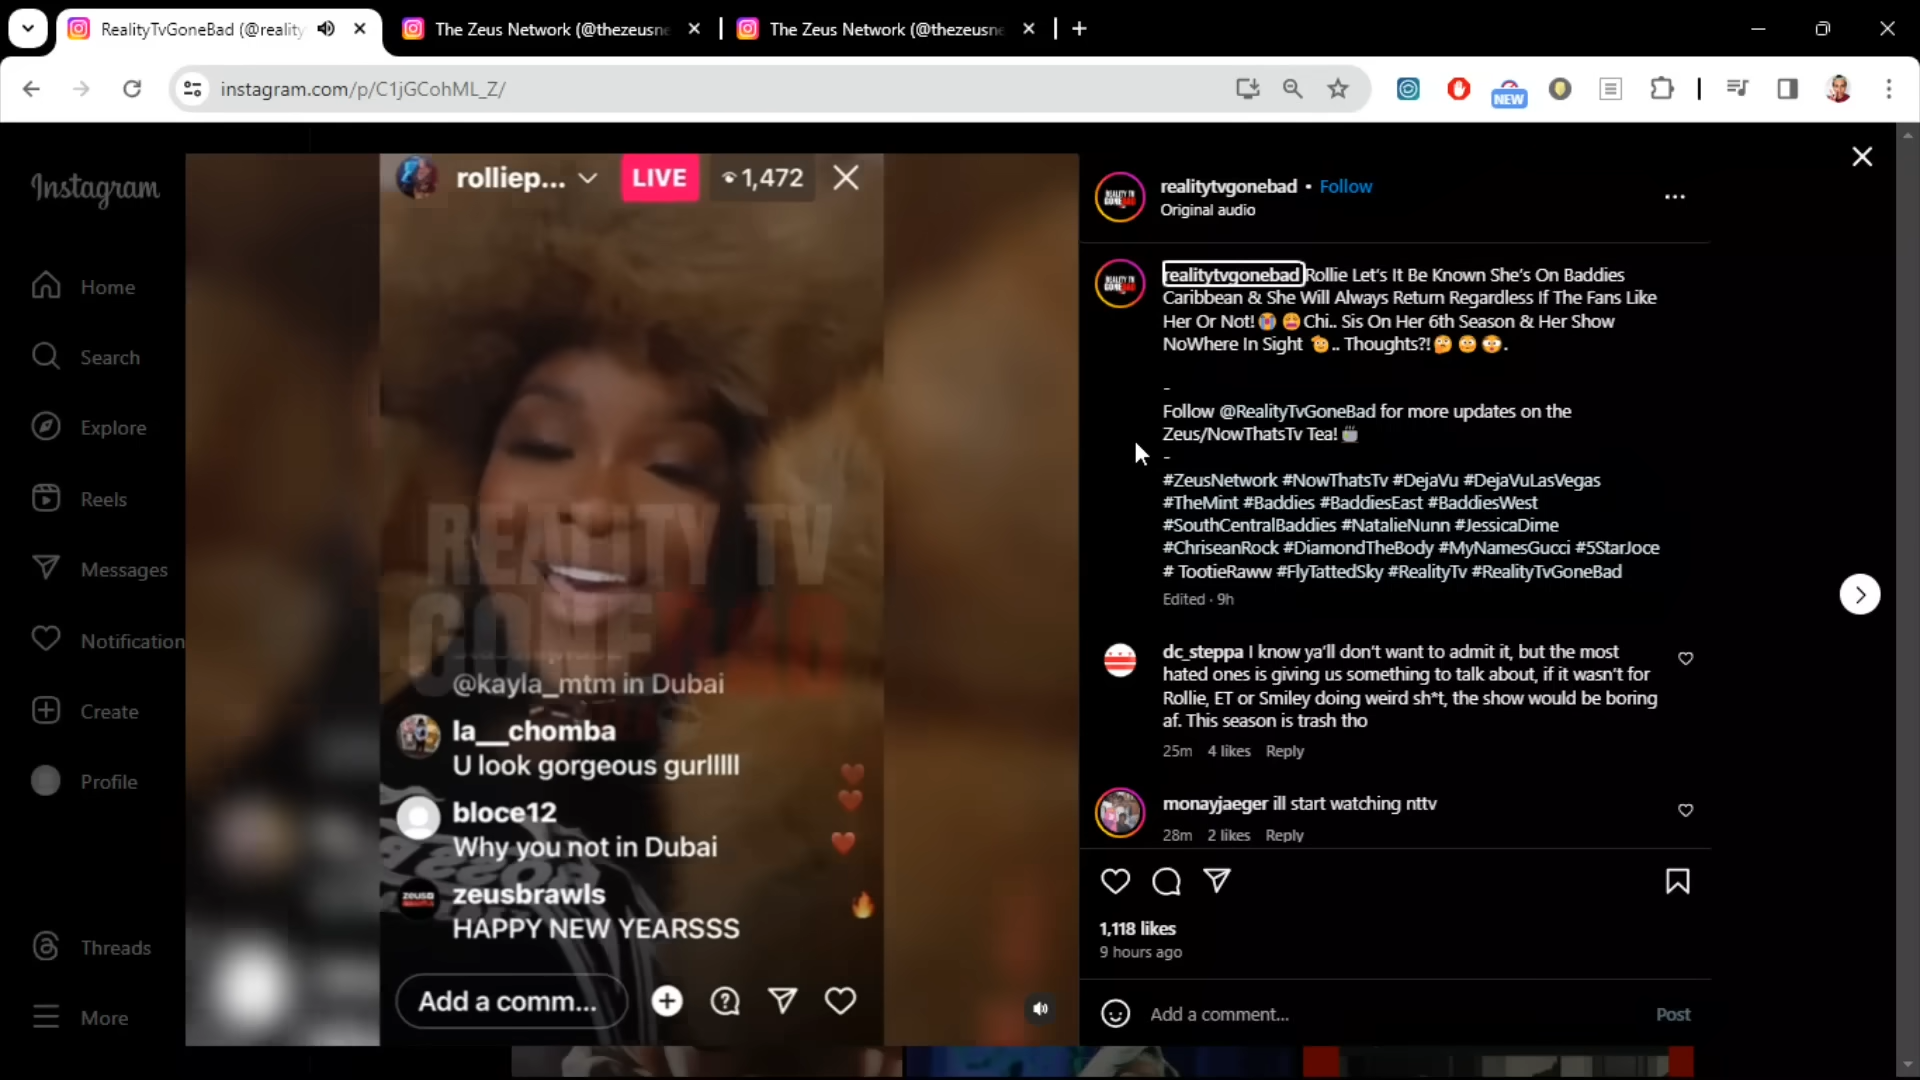 RealityTvGoneBad (@reality
The Zeus Network (@thezeusne
The Zeus Network (@thezeusne
instagram.com/p/C1jGCohML_Z/
NEW
Instagram
Home
Search
Explore
Reels
Messages
Notification
Create
Profile
Threads
More
rolliep...
LIVE
1,472
REALITY TV
GONE BAD
@kayla_mtm in Dubai
la__chomba
U look gorgeous gurlllll
bloce12
Why you not in Dubai
zeusbrawls
HAPPY NEW YEARSSS
Add a comm...
realitytvgonebad • Follow
Original audio
realitytvgonebad Rollie Let's It Be Known She's On Baddies
Caribbean & She Will Always Return Regardless If The Fans Like
Her Or Not!😭 😩 Chi.. Sis On Her 6th Season & Her Show
NoWhere In Sight 🫡.. Thoughts?!🤔 😳 🤯.
-
Follow @RealityTvGoneBad for more updates on the
Zeus/NowThatsTv Tea!🍵
-
#ZeusNetwork #NowThatsTv #DejaVu #DejaVuLasVegas
#TheMint #Baddies #BaddiesEast #BaddiesWest
#SouthCentralBaddies #NatalieNunn #JessicaDime
#ChriseanRock #DiamondTheBody #MyNamesGucci #5StarJoce
# TootieRaww #FlyTattedSky #RealityTv #RealityTvGoneBad
Edited · 9h
dc_steppa I know ya'll don't want to admit it, but the most
hated ones is giving us something to talk about, if it wasn't for
Rollie, ET or Smiley doing weird sh*t, the show would be boring
af. This season is trash tho
25m 4 likes Reply
monayjaeger ill start watching nttv
28m 2 likes Reply
1,118 likes
9 hours ago
Add a comment...
Post